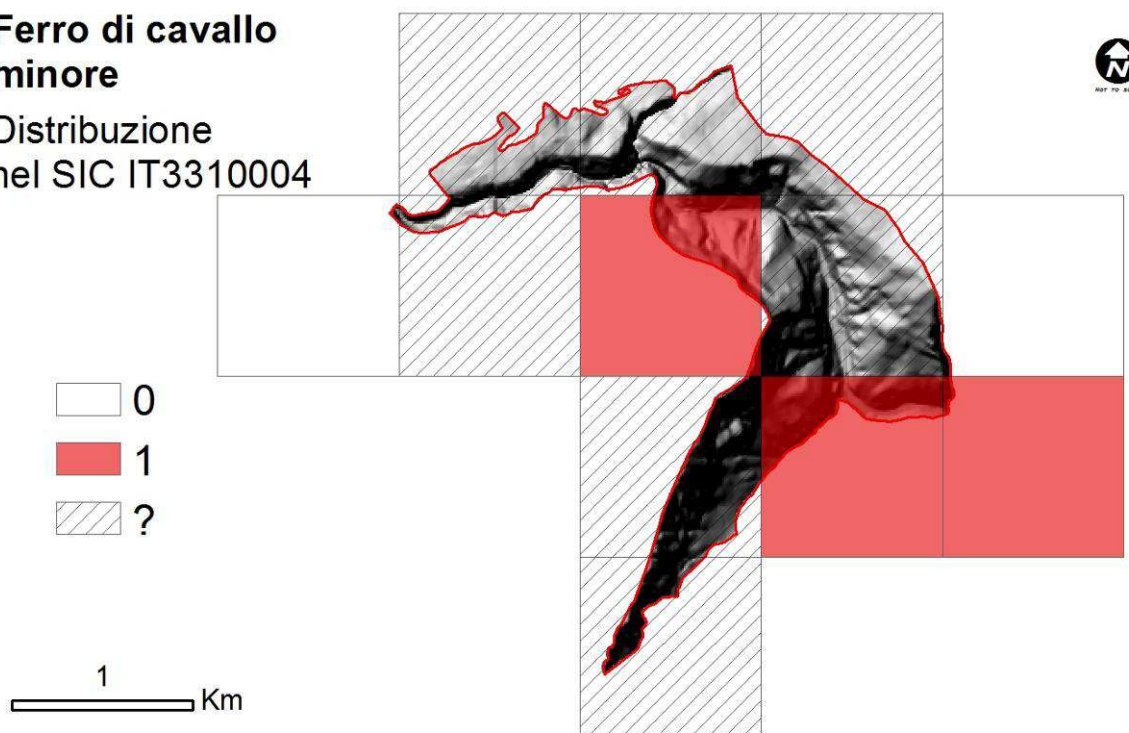 Ferro di cavallo
minore
Distribuzione
nel SIC IT3310004
N
0
1
?
1
Km